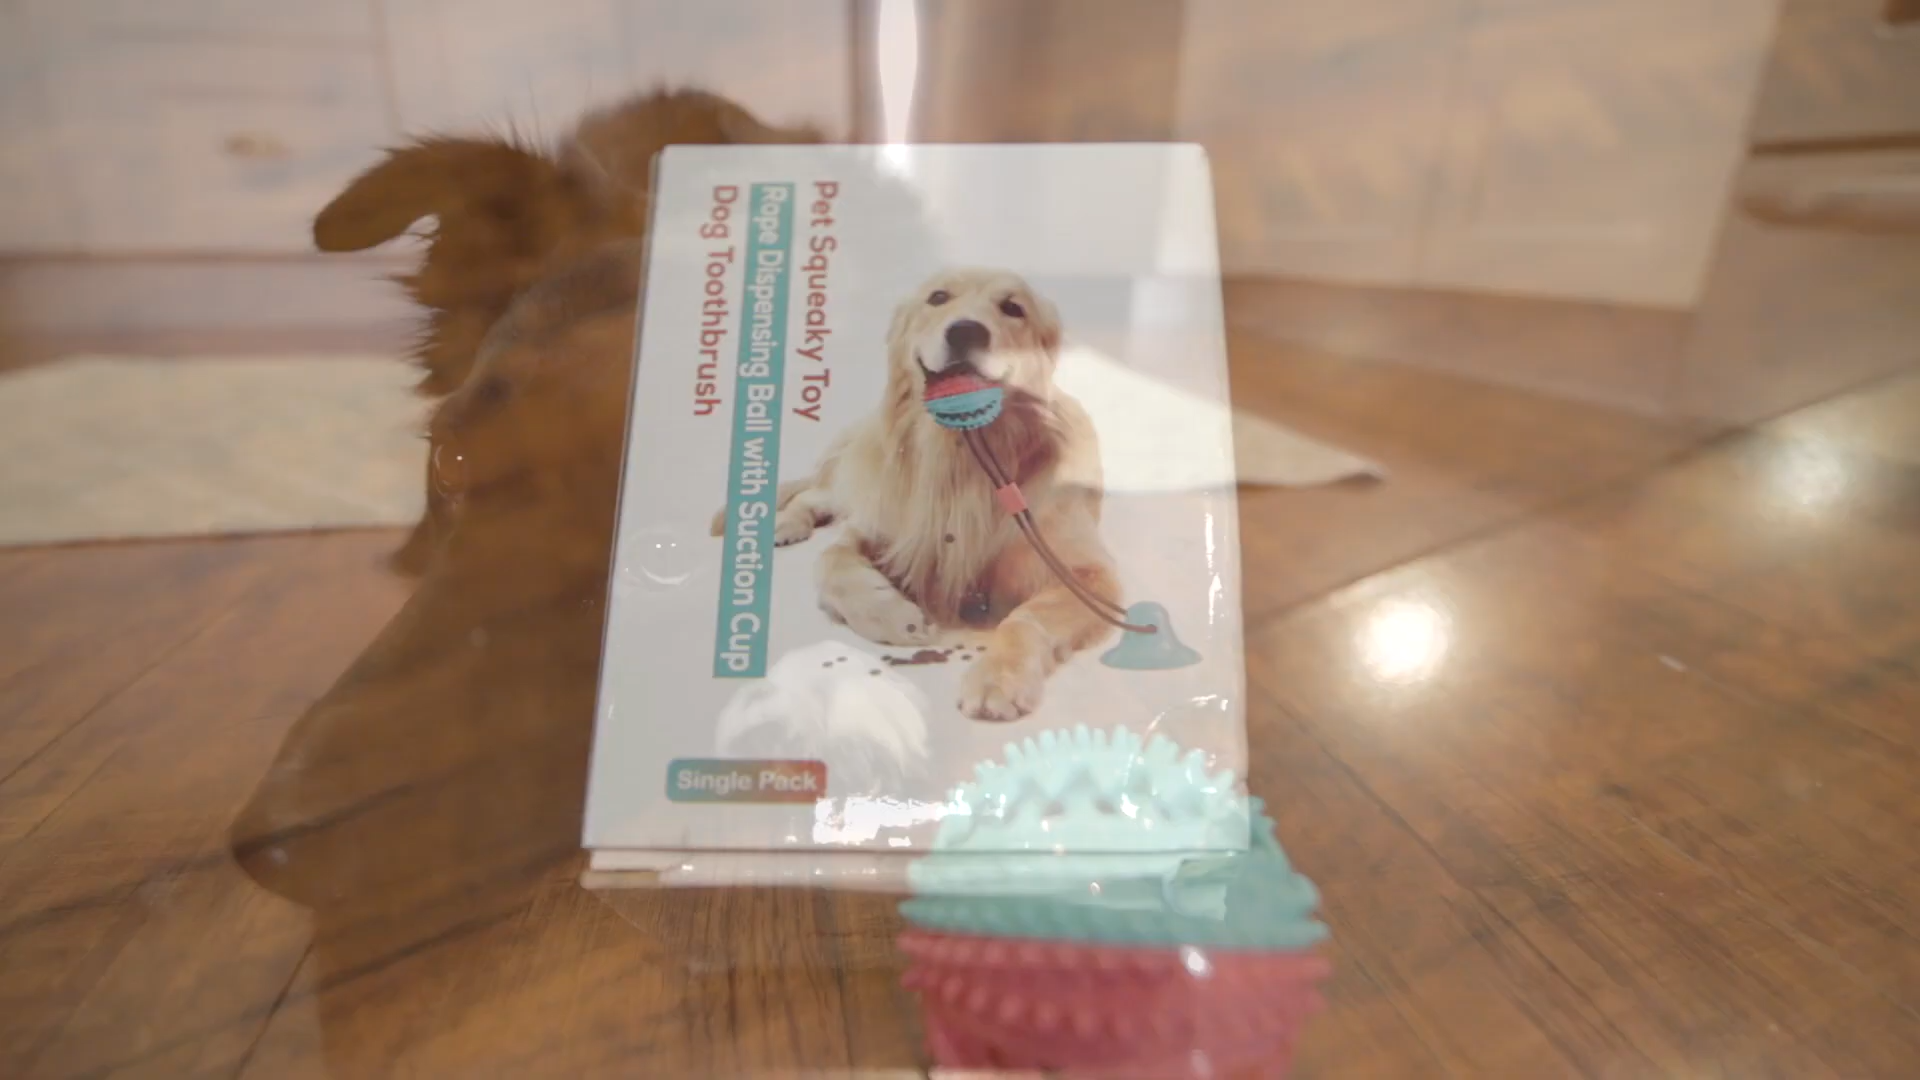 Pet Squeaky Toy
Rope Dispensing Ball with Suction Cup
Dog Toothbrush
Single Pack